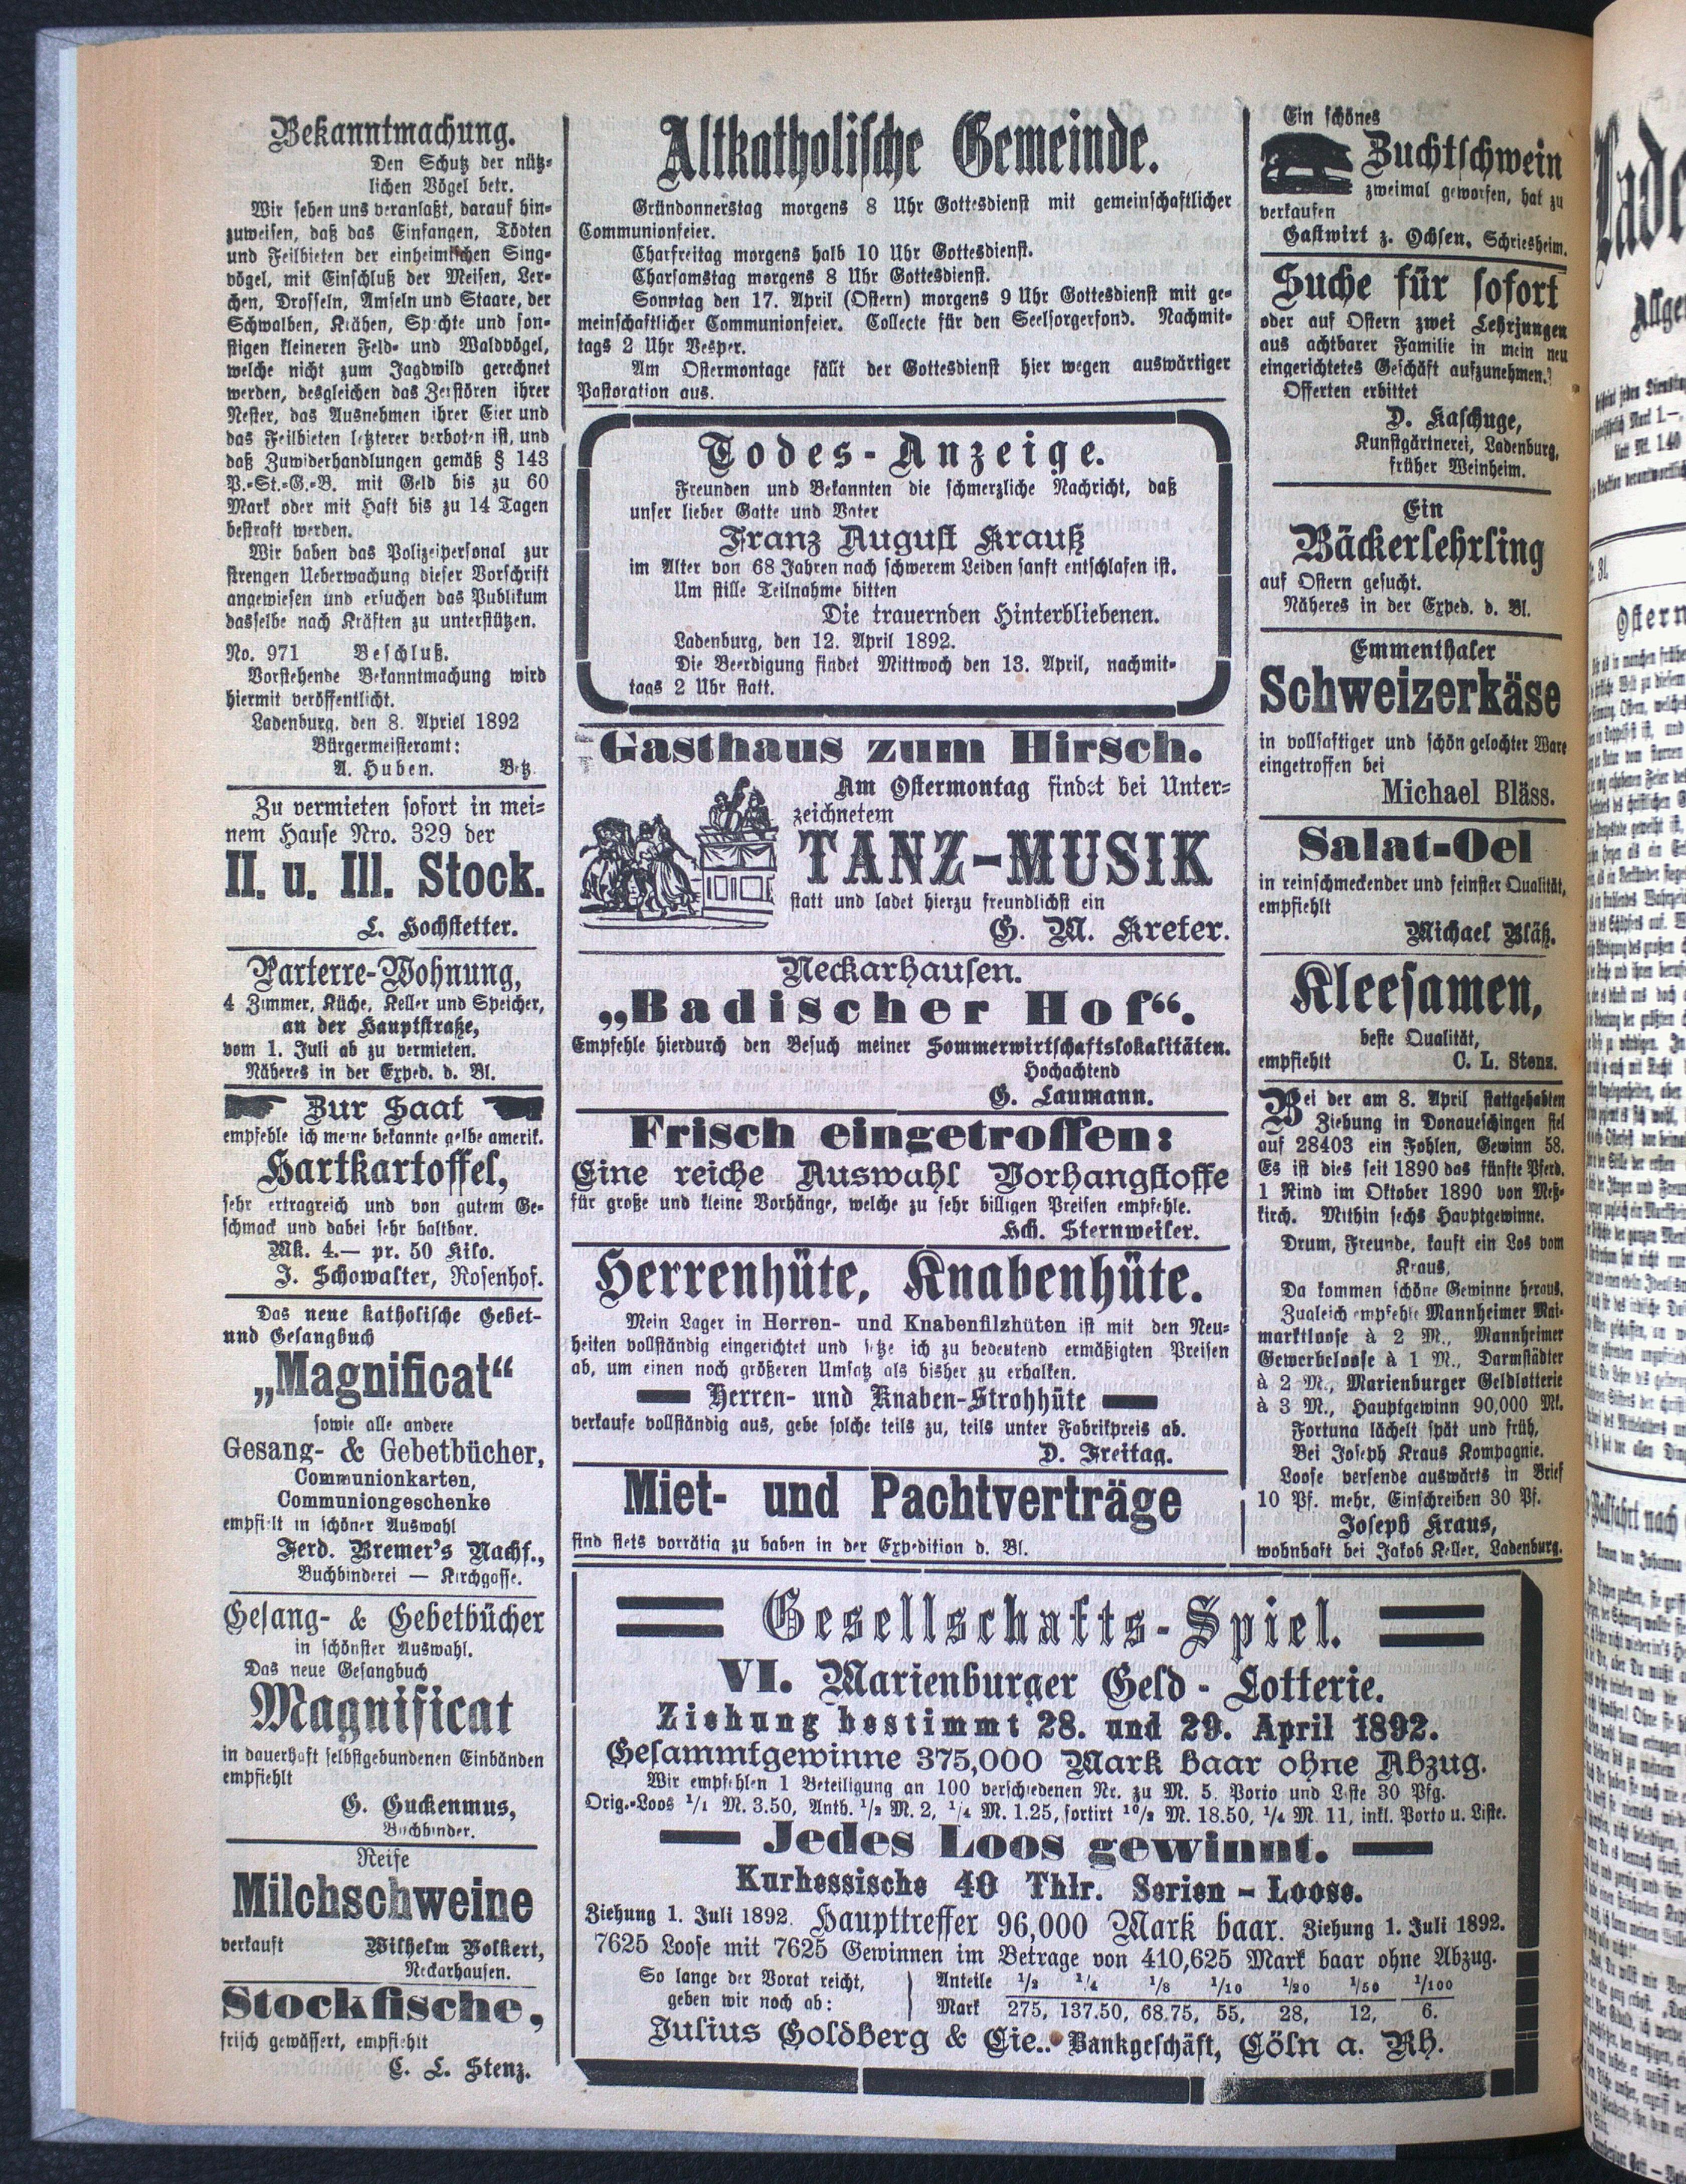 Bekanntmachung.
Den Schutz der nütz-
lichen Vögel betr.
Wir sehen uns veranlaßt, darauf hin-
zuweisen, daß das Einfangen, Tödten
und Feilbieten der einheimischen Sing-
vögel, mit Einschluß der Meisen, Ler-
chen, Drosseln, Amseln und Staare, der
Schwalben, Krähen, Spechte und son-
stigen kleineren Feld- und Waldvögel,
welche nicht zum Jagdwild gerechnet
werden, desgleichen das Zerstören ihrer
Nester, das Ausnehmen ihrer Eier und
das Feilbieten letzterer verboten ist, und
daß Zuwiderhandlungen gemäß § 143
P.-St.-G.-B. mit Geld bis zu 60
Mark oder mit Haft bis zu 14 Tagen
bestraft werden.
Wir haben das Polizeipersonal zur
strengen Ueberwachung dieser Vorschrift
angewiesen und ersuchen das Publikum
dasselbe nach Kräften zu unterstützen.
No. 971 Beschluß.
Vorstehende Bekanntmachung wird
hiermit veröffentlicht.
Ladenburg, den 8. Apriel 1892
Bürgermeisteramt:
A. Huben. Betz.
Zu vermieten sofort in mei-
nem Hause Nro. 329 der
II. u. III. Stock.
L. Hochstetter.
Parterre-Wohnung,
4 Zimmer, Küche, Keller und Speicher,
an der Hauptstraße,
vom 1. Juli ab zu vermieten.
Näheres in der Exped. d. Bl.
Zur Saat
empfehle ich meine bekannte gelbe amerik.
Hartkartoffel,
sehr ertragreich und von gutem Ge-
schmack und dabei sehr haltbar.
Mk. 4.— pr. 50 Kilo.
J. Schowalter, Rosenhof.
Das neue katholische Gebet-
und Gesangbuch
„Magnificat“
sowie alle andere
Gesang- & Gebetbücher,
Communionkarten,
Communiongeschenke
empfielt in schöner Auswahl
Ferd. Bremer's Nachf.,
Buchbinderei — Kirchgasse.
Gesang- & Gebetbücher
in schönster Auswahl.
Das neue Gesangbuch
Magnificat
in dauerhaft selbstgebundenen Einbänden
empfiehlt
G. Guckenmus,
Buchbinder.
Reife
Milchschweine
verkauft Wilhelm Volkert,
Neckarhausen.
Stockfische,
frisch gewässert, empfiehlt
C. L. Stenz.
Altkatholische Gemeinde.
Gründonnerstag morgens 8 Uhr Gottesdienst mit gemeinschaftlicher
Communionfeier.
Charfreitag morgens halb 10 Uhr Gottesdienst.
Charsamstag morgens 8 Uhr Gottesdienst.
Sonntag den 17. April (Ostern) morgens 9 Uhr Gottesdienst mit ge-
meinschaftlicher Communionfeier. Collecte für den Seelsorgerfond. Nachmit-
tags 2 Uhr Vesper.
Am Ostermontage fällt der Gottesdienst hier wegen auswärtiger
Pastoration aus.
Todes-Anzeige.
Freunden und Bekannten die schmerzliche Nachricht, daß
unser lieber Gatte und Vater
Franz August Krauß
im Alter von 68 Jahren nach schwerem Leiden sanft entschlafen ist.
Um stille Teilnahme bitten
Die trauernden Hinterbliebenen.
Ladenburg, den 12. April 1892.
Die Beerdigung findet Mittwoch den 13. April, nachmit-
tags 2 Uhr statt.
Gasthaus zum Hirsch.
Am Ostermontag findet bei Unter-
zeichnetem
TANZ-MUSIK
statt und ladet hierzu freundlichst ein
G. M. Kreter.
Neckarhausen.
„Badischer Hof“.
Empfehle hierdurch den Besuch meiner Sommerwirtschaftslokalitäten.
Hochachtend
G. Laumann.
Frisch eingetroffen:
Eine reiche Auswahl Vorhangstoffe
für große und kleine Vorhänge, welche zu sehr billigen Preisen empfehle.
Hch. Sternweiler.
Herrenhüte, Knabenhüte.
Mein Lager in Herren- und Knabenfilzhüten ist mit den Neu-
heiten vollständig eingerichtet und setze ich zu bedeutend ermäßigten Preisen
ab, um einen noch größeren Umsatz als bisher zu erhalten.
Herren- und Knaben-Strohhüte
verkaufe vollständig aus, gebe solche teils zu, teils unter Fabrikpreis ab.
D. Freitag.
Miet- und Pachtverträge
sind stets vorrätig zu haben in der Expedition d. Bl.
Ein schönes
Zuchtschwein
zweimal geworfen, hat zu
verkaufen
Gastwirt z. Ochsen, Schriesheim.
Suche für sofort
oder auf Ostern zwei Lehrjungen
aus achtbarer Familie in mein neu
eingerichtetes Geschäft aufzunehmen.
Offerten erbittet
D. Kaschuge,
Kunstgärtnerei, Ladenburg,
früher Weinheim.
Ein
Bäckerlehrling
auf Ostern gesucht.
Näheres in der Exped. d. Bl.
Emmenthaler
Schweizerkäse
in vollsaftiger und schön gelochter Ware
eingetroffen bei
Michael Bläss.
Salat-Oel
in reinschmeckender und feinster Qualität,
empfiehlt
Michael Bläß.
Kleesamen,
beste Qualität,
empfiehlt C. L. Stenz.
Bei der am 8. April stattgehabten
Ziehung in Donaueschingen fiel
auf 28403 ein Fohlen, Gewinn 58.
Es ist dies seit 1890 das fünfte Pferd.
1 Rind im Oktober 1890 von Meß-
kirch. Mithin sechs Hauptgewinne.
Drum, Freunde, kauft ein Los vom
Kraus,
Da kommen schöne Gewinne heraus,
Zugleich empfehle Mannheimer Mai-
marktloose à 2 M., Mannheimer
Gewerbeloose à 1 M., Darmstädter
à 2 M., Marienburger Geldlotterie
à 3 M., Hauptgewinn 90,000 Mk.
Fortuna lächelt spät und früh,
Bei Joseph Kraus Kompagnie.
Loose versende auswärts in Brief
10 Pf. mehr, Einschreiben 30 Pf.
Joseph Kraus,
wohnhaft bei Jakob Keller, Ladenburg.
Gesellschafts-Spiel.
VI. Marienburger Geld-Lotterie.
Ziehung bestimmt 28. und 29. April 1892.
Gesammtgewinne 375,000 Mark baar ohne Abzug.
Wir empfehlen 1 Beteiligung an 100 verschiedenen Nr. zu M. 5. Porto und Liste 30 Pfg.
Orig.-Loos 1/1 M. 3.50, Anth. 1/2 M. 2, 1/4 M. 1.25, sortirt 10/2 M. 18.50, 1/4 M. 11, inkl. Porto u. Liste.
Jedes Loos gewinnt.
Kurhessische 40 Thlr. Serien-Loose.
Ziehung 1. Juli 1892. Haupttreffer 96,000 Mark baar. Ziehung 1. Juli 1892.
7625 Loose mit 7625 Gewinnen im Betrage von 410,625 Mark baar ohne Abzug.
So lange der Vorat reicht, Anteile 1/2 1/4 1/8 1/10 1/20 1/50 1/100
geben wir noch ab: Mark 275, 137.50, 68.75, 55, 28, 12, 6.
Julius Goldberg & Cie.. Bankgeschäft, Cöln a. Rh.